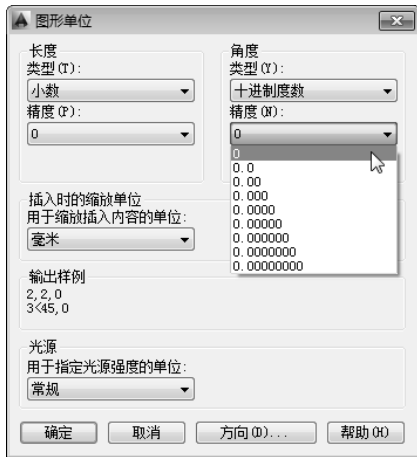 图形单位
长度
类型(T):
小数
精度(P):
0
角度
类型(Y):
十进制度数
精度(N):
0
0
0.0
0.00
0.000
0.0000
0.00000
0.000000
0.0000000
0.00000000
插入时的缩放单位
用于缩放插入内容的单位:
毫米
输出样例
2,2,0
3<45,0
光源
用于指定光源强度的单位:
常规
确定
取消
方向(D)...
帮助(H)